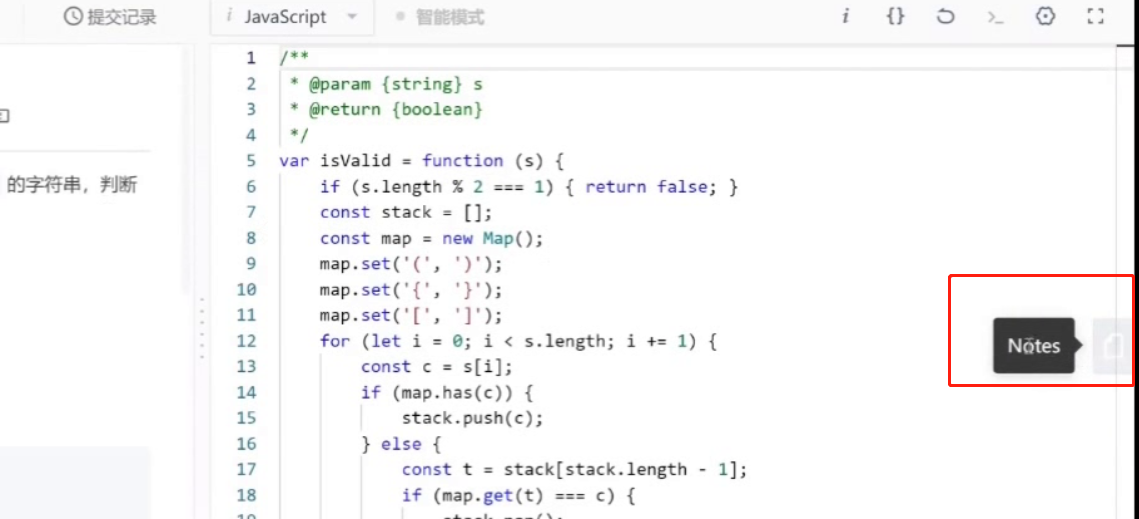 提交记录
i JavaScript
智能模式
i {}
的字符串，判断
1 /**
2 * @param {string} s
3 * @return {boolean}
4 */
5 var isValid = function (s) {
6 if (s.length % 2 === 1) { return false; }
7 const stack = [];
8 const map = new Map();
9 map.set('(', ')');
10 map.set('{', '}');
11 map.set('[', ']');
12 for (let i = 0; i < s.length; i += 1) {
13 const c = s[i];
14 if (map.has(c)) {
15 stack.push(c);
16 } else {
17 const t = stack[stack.length - 1];
18 if (map.get(t) === c) {
Notes